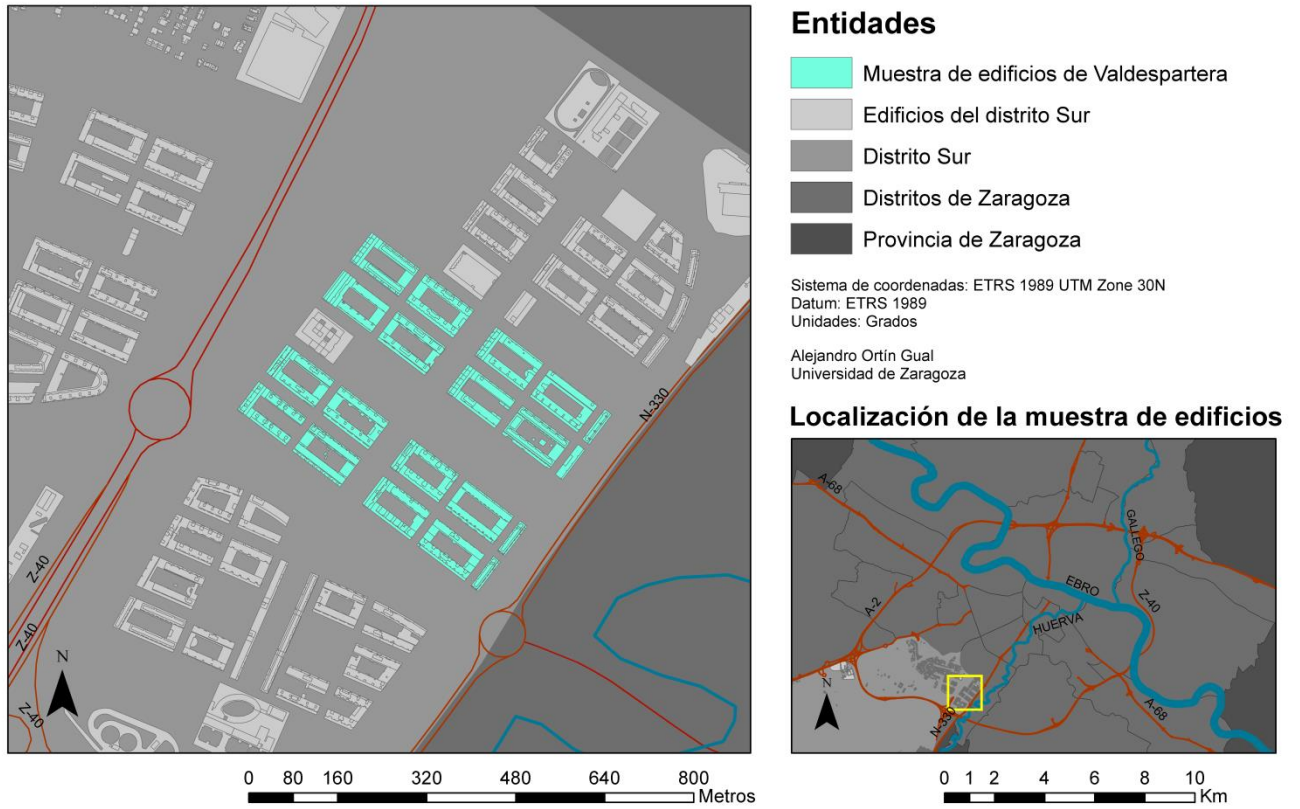 N-330
Z-40
Z-40
Z-40
N
0 80 160 320 480 640 800
Metros
Entidades
Muestra de edificios de Valdespartera
Edificios del distrito Sur
Distrito Sur
Distritos de Zaragoza
Provincia de Zaragoza
Sistema de coordenadas: ETRS 1989 UTM Zone 30N
Datum: ETRS 1989
Unidades: Grados
Alejandro Ortín Gual
Universidad de Zaragoza
Localización de la muestra de edificios
A-68
GALLEGO
EBRO
Z-40
A-2
HUERVA
N
A-68
N-330
0 1 2 4 6 8 10
Km